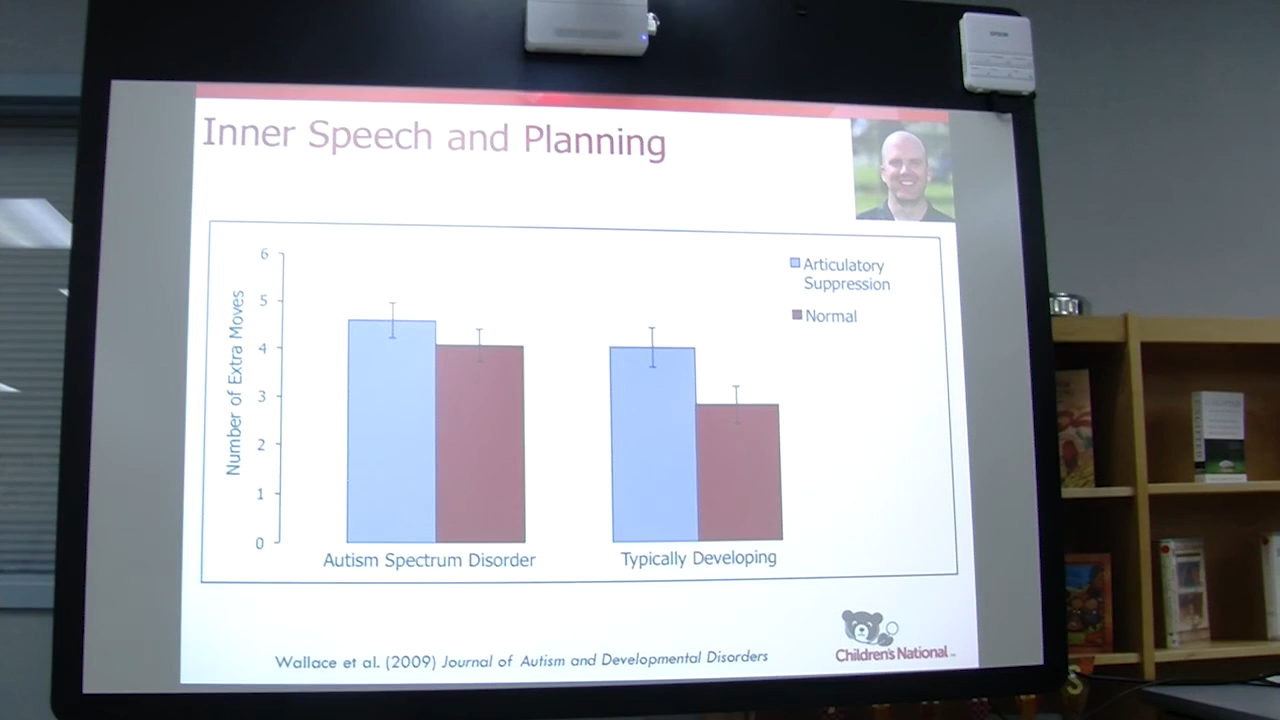 EPSON
Inner Speech and Planning
Number of Extra Moves
6
5
4
3
2
1
0
Articulatory
Suppression
Normal
Autism Spectrum Disorder
Typically Developing
Wallace et al. (2009) Journal of Autism and Developmental Disorders
Children's National